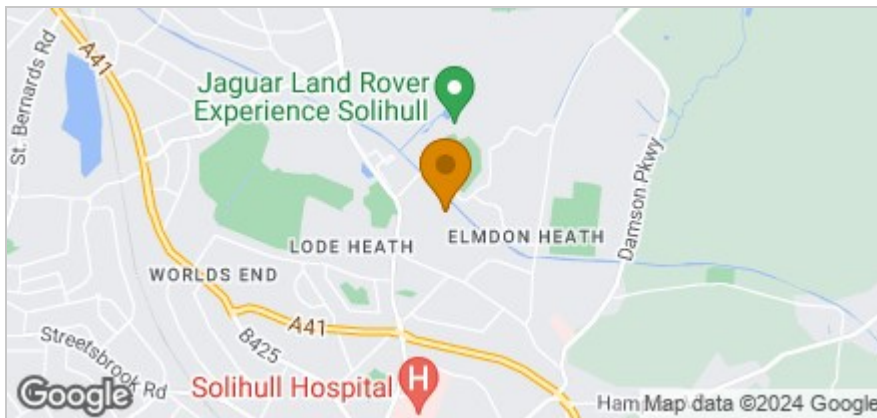 St. Bernards Rd
A41
Jaguar Land Rover
Experience Solihull
Damson Pkwy
LODE HEATH
ELMDON HEATH
WORLDS END
A41
B425
Streetsbrook Rd
Solihull Hospital
H
Google
Ham
Map data ©2024 Google